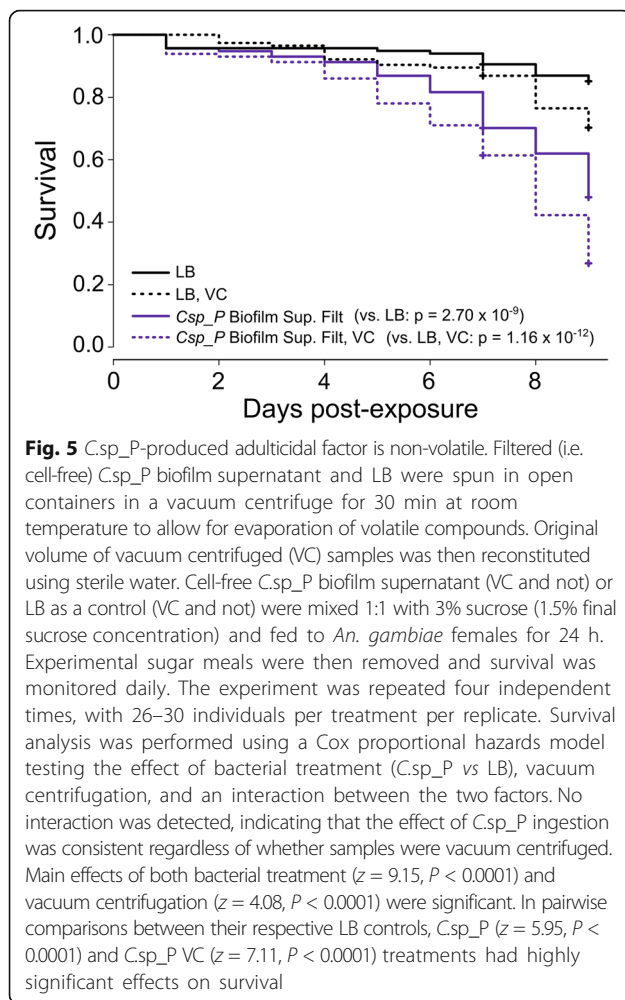 1.0
0.8
0.6
0.4
0.2
0.0
Survival
LB
LB, VC
Csp_P Biofilm Sup. Filt (vs. LB: p = 2.70 x 10⁻⁹)
Csp_P Biofilm Sup. Filt, VC (vs. LB, VC: p = 1.16 x 10⁻¹²)
0 2 4 6 8
Days post-exposure
Fig. 5 C.sp_P-produced adulticidal factor is non-volatile. Filtered (i.e.
cell-free) C.sp_P biofilm supernatant and LB were spun in open
containers in a vacuum centrifuge for 30 min at room
temperature to allow for evaporation of volatile compounds. Original
volume of vacuum centrifuged (VC) samples was then reconstituted
using sterile water. Cell-free C.sp_P biofilm supernatant (VC and not) or
LB as a control (VC and not) were mixed 1:1 with 3% sucrose (1.5% final
sucrose concentration) and fed to An. gambiae females for 24 h.
Experimental sugar meals were then removed and survival was
monitored daily. The experiment was repeated four independent
times, with 26–30 individuals per treatment per replicate. Survival
analysis was performed using a Cox proportional hazards model
testing the effect of bacterial treatment (C.sp_P vs LB), vacuum
centrifugation, and an interaction between the two factors. No
interaction was detected, indicating that the effect of C.sp_P ingestion
was consistent regardless of whether samples were vacuum centrifuged.
Main effects of both bacterial treatment (z = 9.15, P < 0.0001) and
vacuum centrifugation (z = 4.08, P < 0.0001) were significant. In pairwise
comparisons between their respective LB controls, C.sp_P (z = 5.95, P <
0.0001) and C.sp_P VC (z = 7.11, P < 0.0001) treatments had highly
significant effects on survival